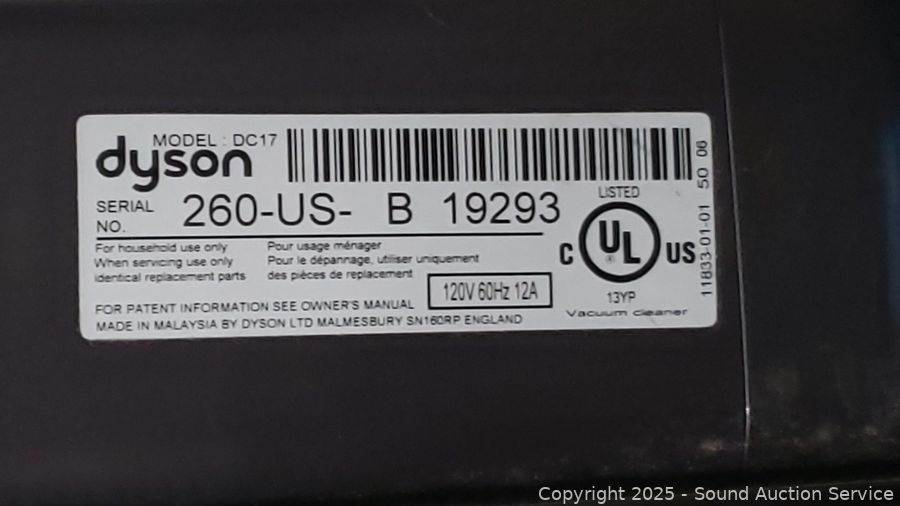 MODEL : DC17
dyson
SERIAL NO. 260-US- B 19293
For household use only
When servicing use only
identical replacement parts
Pour usage ménager
Pour le dépannage, utiliser uniquement
des pièces de replacement
120V 60Hz 12A
FOR PATENT INFORMATION SEE OWNER'S MANUAL
MADE IN MALAYSIA BY DYSON LTD MALMESBURY SN160RP ENGLAND
LISTED
C UL US
®
13YP
Vacuum cleaner
11833-01-01 50 06
Copyright 2025 - Sound Auction Service